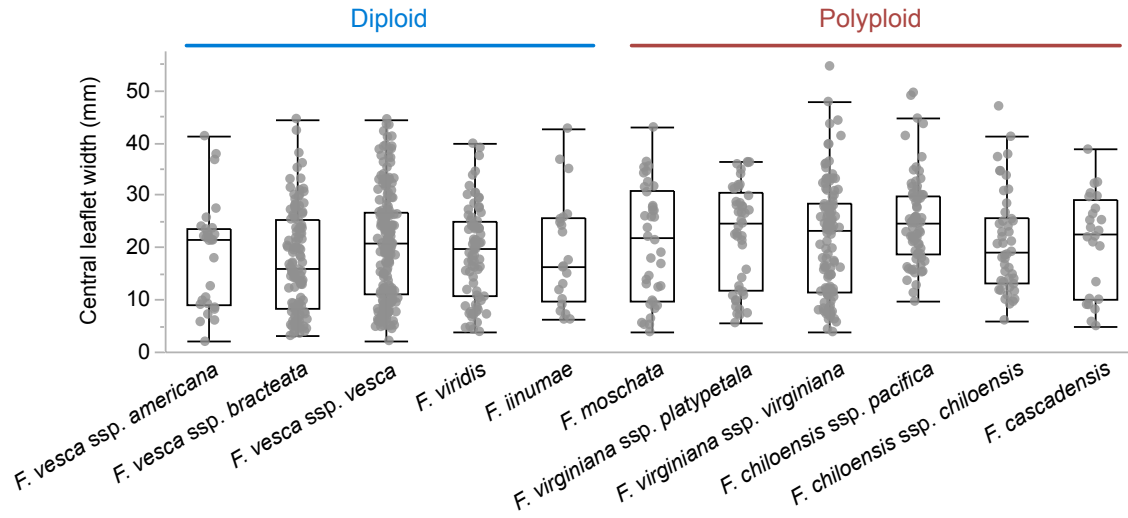 Diploid
Polyploid
Central leaflet width (mm)
50
40
30
20
10
0
F. vesca ssp. americana
F. vesca ssp. bracteata
F. vesca ssp. vesca
F. viridis
F. iinumae
F. moschata
F. virginiana ssp. platypetala
F. virginiana ssp. virginiana
F. chiloensis ssp. pacifica
F. chiloensis ssp. chiloensis
F. cascadensis